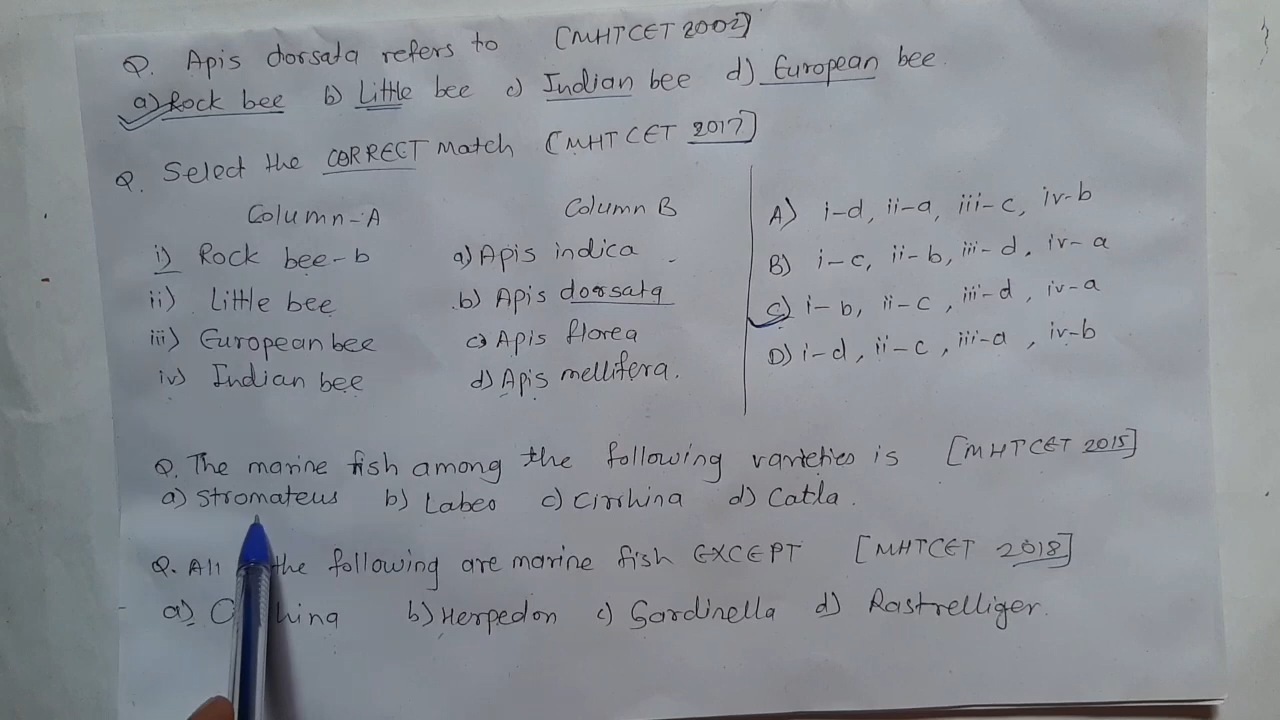 Q. Apis dorsata refers to [MHTCET 2002]
a) Rock bee b) Little bee c) Indian bee d) European bee.
Q. Select the CORRECT Match [MHT CET 2017]
Column-A Column B
i) Rock bee-b a) Apis indica
ii) Little bee b) Apis dorsata
iii) European bee c) Apis florea
iv) Indian bee d) Apis mellifera.
A) i-d, ii-a, iii-c, iv-b
B) i-c, ii-b, iii-d, iv-a
C) i-b, ii-c, iii-d, iv-a
D) i-d, ii-c, iii-a, iv-b
Q. The marine fish among the following varieties is [MHTCET 2015]
a) Stromateus b) Labeo c) Cirrhina d) Catla.
Q. All the following are marine fish EXCEPT [MHTCET 2018]
a) b) Herpedon c) Sardinella d) Rastrelliger.